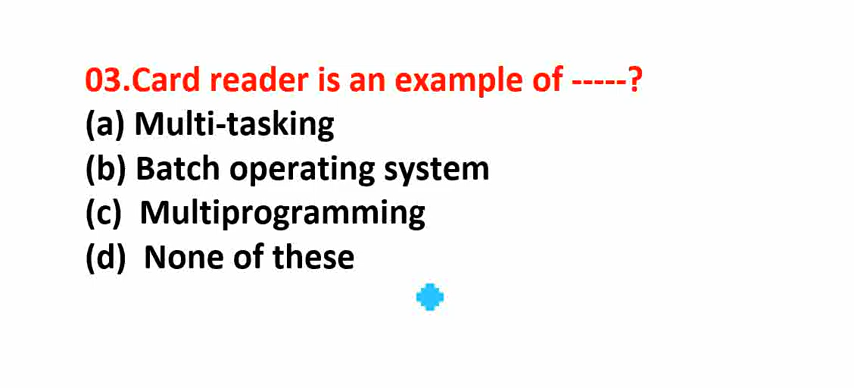 03.Card reader is an example of -----?
(a) Multi-tasking
(b) Batch operating system
(c) Multiprogramming
(d) None of these